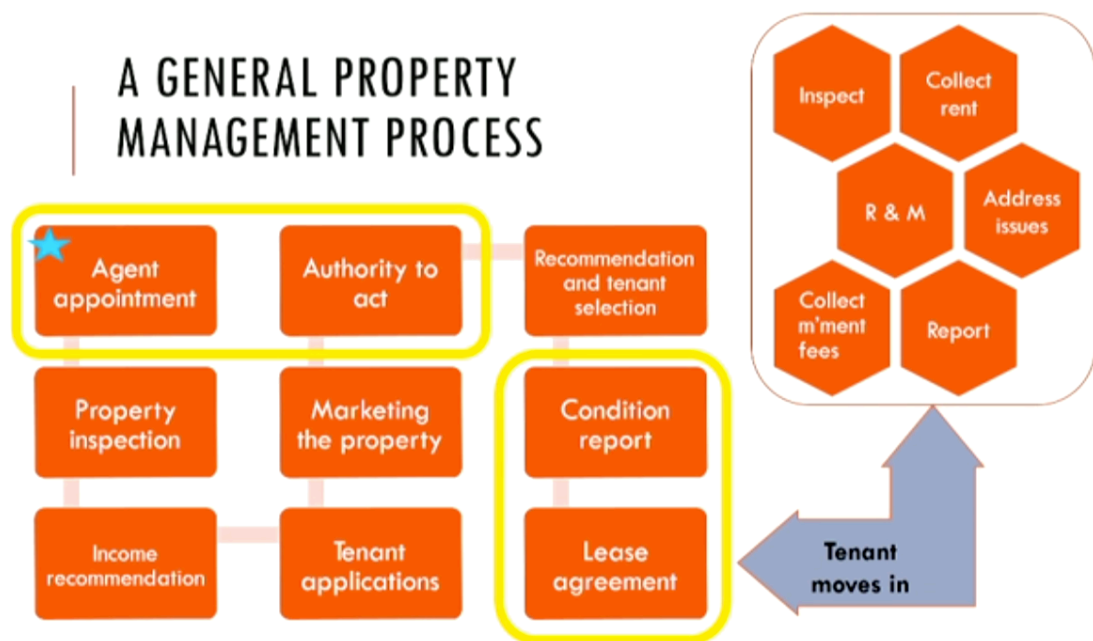 A GENERAL PROPERTY
MANAGEMENT PROCESS
Agent
appointment
Property
inspection
Income
recommendation
Tenant
applications
Marketing
the property
Authority to
act
Recommendation
and tenant
selection
Condition
report
Lease
agreement
Tenant
moves in
Inspect
Collect
rent
R & M
Address
issues
Collect
m'ment
fees
Report